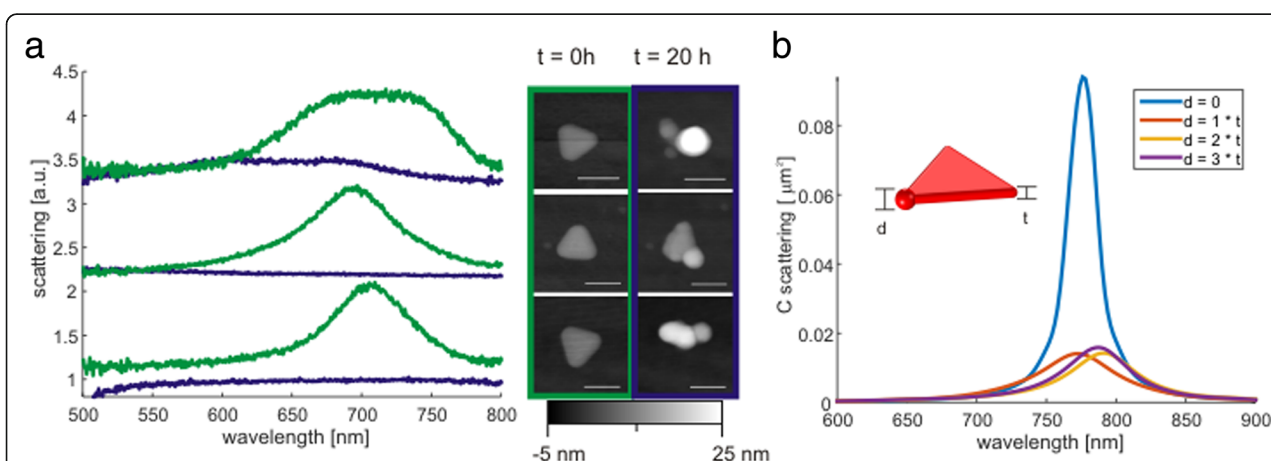 a
t = 0h
t = 20 h
4.5
4
3.5
3
2.5
2
1.5
1
scattering [a.u.]
500
550
600
650
700
750
800
wavelength [nm]
-5 nm
25 nm
b
d = 0
d = 1 * t
d = 2 * t
d = 3 * t
0.08
0.06
0.04
0.02
0
C scattering [ μm²]
d
t
600
650
700
750
800
850
900
wavelength [nm]